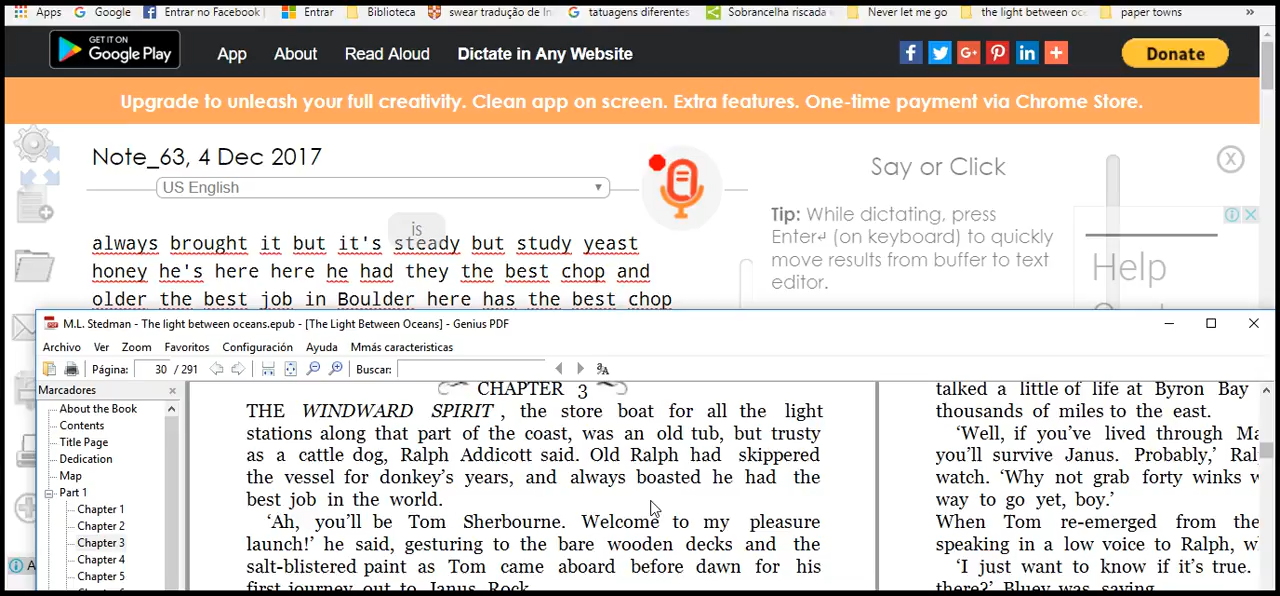 Apps
Google
Entrar no Facebook
Entrar
Biblioteca
swear tradução de In
tatuagens diferentes
Sobrancelha riscada
Never let me go
the light between oc
paper towns
»
GET IT ON
Google Play
App
About
Read Aloud
Dictate in Any Website
Donate
Upgrade to unleash your full creativity. Clean app on screen. Extra features. One-time payment via Chrome Store.
Note_63, 4 Dec 2017
US English
is
always brought it but it's steady but study yeast
honey he's here here he had they the best chop and
older the best job in Boulder here has the best chop
Say or Click
Tip: While dictating, press
Enter↵ (on keyboard) to quickly
move results from buffer to text
editor.
X
Help
M.L. Stedman - The light between oceans.epub - [The Light Between Oceans] - Genius PDF
Archivo Ver Zoom Favoritos Configuración Ayuda Mmás características
Página: 30 / 291
Buscar:
Marcadores
About the Book
Contents
Title Page
Dedication
Map
Part 1
Chapter 1
Chapter 2
Chapter 3
Chapter 4
Chapter 5
CHAPTER 3
THE WINDWARD SPIRIT , the store boat for all the light
stations along that part of the coast, was an old tub, but trusty
as a cattle dog, Ralph Addicott said. Old Ralph had skippered
the vessel for donkey's years, and always boasted he had the
best job in the world.
‘Ah, you'll be Tom Sherbourne. Welcome to my pleasure
launch!’ he said, gesturing to the bare wooden decks and the
salt-blistered paint as Tom came aboard before dawn for his
first journey out to Janus Rock.
talked a little of life at Byron Bay
thousands of miles to the east.
‘Well, if you've lived through Ma
you'll survive Janus. Probably,’ Ral
watch. ‘Why not grab forty winks w
way to go yet, boy.’
When Tom re-emerged from the
speaking in a low voice to Ralph, w
‘I just want to know if it's true.
there?’ Bluey was saying.